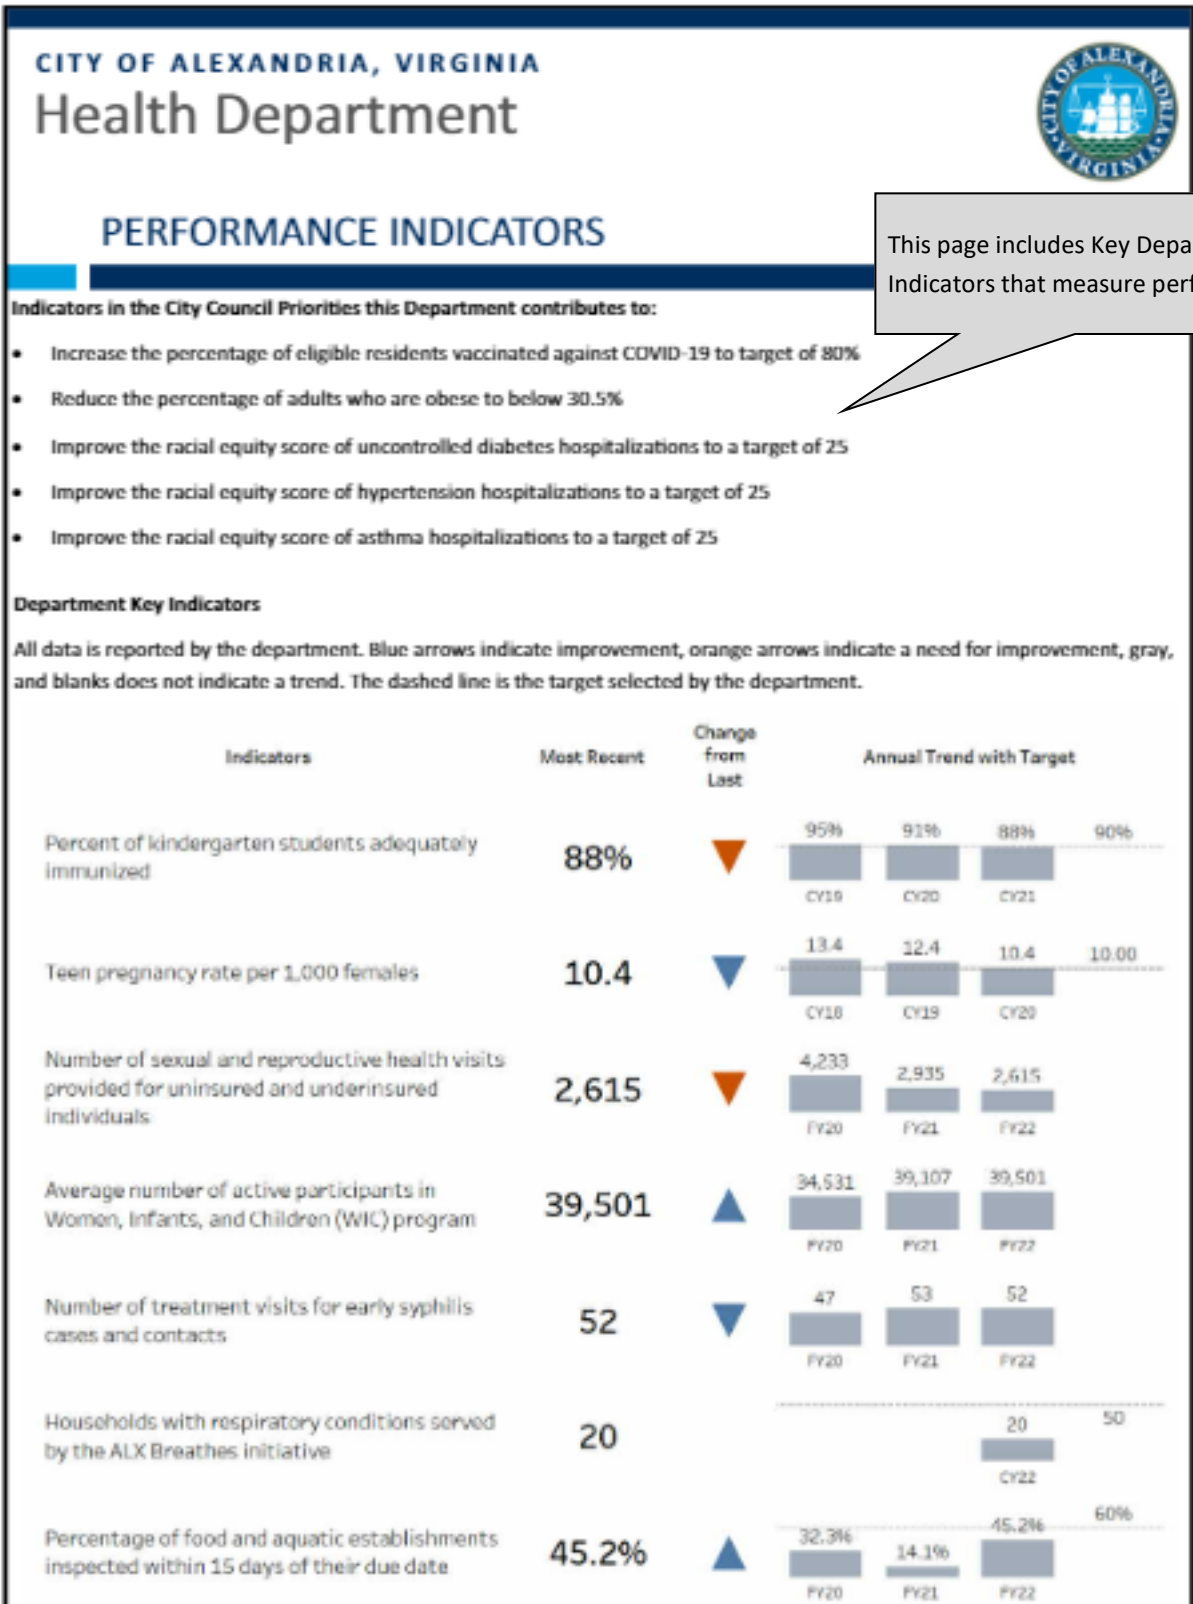 CITY OF ALEXANDRIA, VIRGINIA
Health Department
CITY OF ALEXANDRIA
VIRGINIA
PERFORMANCE INDICATORS
This page includes Key Depa
Indicators that measure perf
Indicators in the City Council Priorities this Department contributes to:
• Increase the percentage of eligible residents vaccinated against COVID-19 to target of 80%
• Reduce the percentage of adults who are obese to below 30.5%
• Improve the racial equity score of uncontrolled diabetes hospitalizations to a target of 25
• Improve the racial equity score of hypertension hospitalizations to a target of 25
• Improve the racial equity score of asthma hospitalizations to a target of 25
Department Key Indicators
All data is reported by the department. Blue arrows indicate improvement, orange arrows indicate a need for improvement, gray,
and blanks does not indicate a trend. The dashed line is the target selected by the department.
Indicators Most Recent Change from Last Annual Trend with Target
Percent of kindergarten students adequately
immunized
88%
95% 91% 88% 90%
CY19 CY20 CY21
Teen pregnancy rate per 1,000 females
10.4
13.4 12.4 10.4 10.00
CY18 CY19 CY20
Number of sexual and reproductive health visits
provided for uninsured and underinsured
individuals
2,615
4,233 2,935 2,615
FY20 FY21 FY22
Average number of active participants in
Women, Infants, and Children (WIC) program
39,501
34,531 39,107 39,501
FY20 FY21 FY22
Number of treatment visits for early syphilis
cases and contacts
52
47 53 52
FY20 FY21 FY22
Households with respiratory conditions served
by the ALX Breathes initiative
20
20 50
CY22
Percentage of food and aquatic establishments
inspected within 15 days of their due date
45.2%
32.3% 14.1% 45.2% 60%
FY20 FY21 FY22